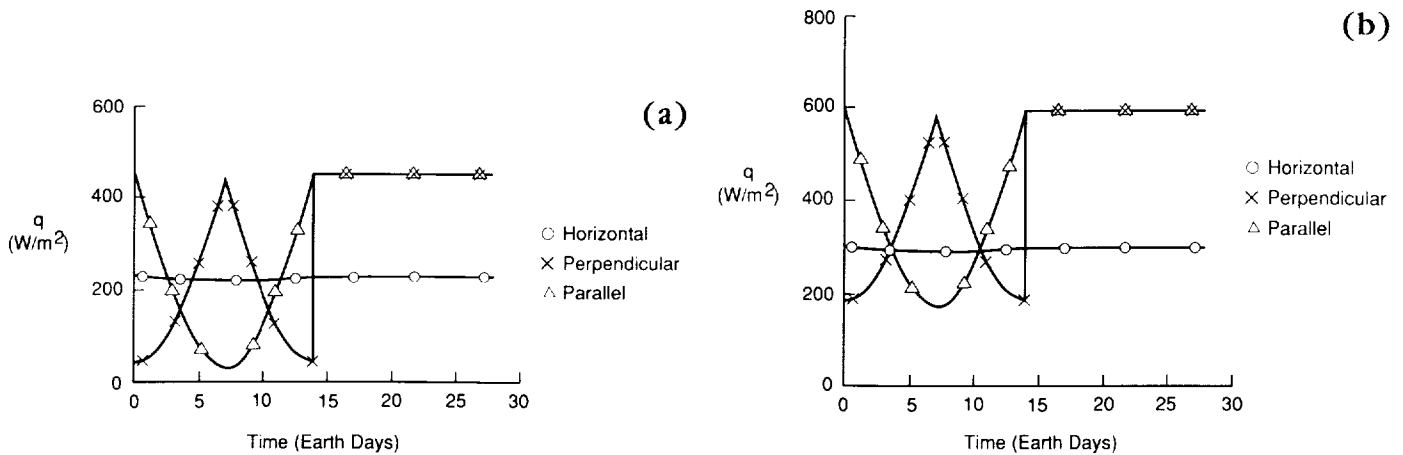 (a)
600
400
200
0
q
(W/m2)
0 5 10 15 20 25 30
Time (Earth Days)
Horizontal
Perpendicular
Parallel
(b)
800
600
400
200
0
q
(W/m2)
0 5 10 15 20 25 30
Time (Earth Days)
Horizontal
Perpendicular
Parallel